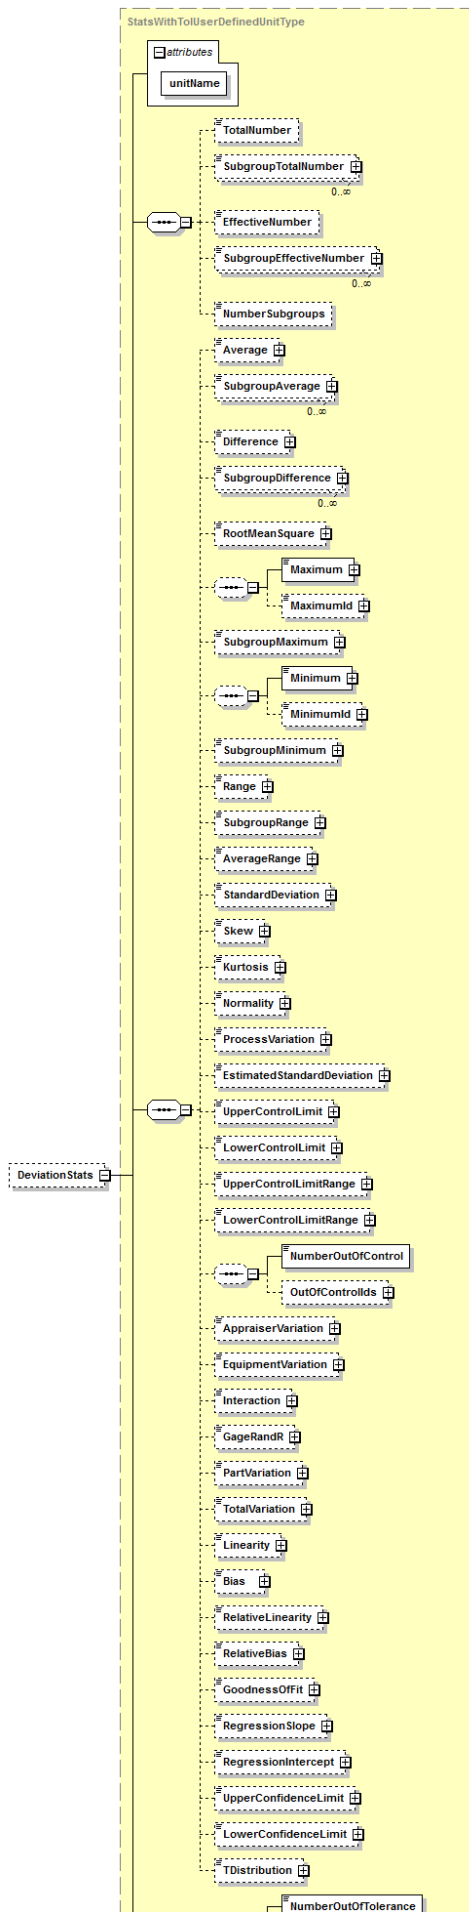 StatsWithTolUserDefinedUnitType
attributes
unitName
TotalNumber
SubgroupTotalNumber
0..∞
EffectiveNumber
SubgroupEffectiveNumber
0..∞
NumberSubgroups
Average
SubgroupAverage
0..∞
Difference
SubgroupDifference
0..∞
RootMeanSquare
Maximum
MaximumId
SubgroupMaximum
Minimum
MinimumId
SubgroupMinimum
Range
SubgroupRange
AverageRange
StandardDeviation
Skew
Kurtosis
Normality
ProcessVariation
EstimatedStandardDeviation
UpperControlLimit
LowerControlLimit
DeviationStats
UpperControlLimitRange
LowerControlLimitRange
NumberOutOfControl
OutOfControlIds
AppraiserVariation
EquipmentVariation
Interaction
GageRandR
PartVariation
TotalVariation
Linearity
Bias
RelativeLinearity
RelativeBias
GoodnessOfFit
RegressionSlope
RegressionIntercept
UpperConfidenceLimit
LowerConfidenceLimit
TDistribution
NumberOutOfTolerance